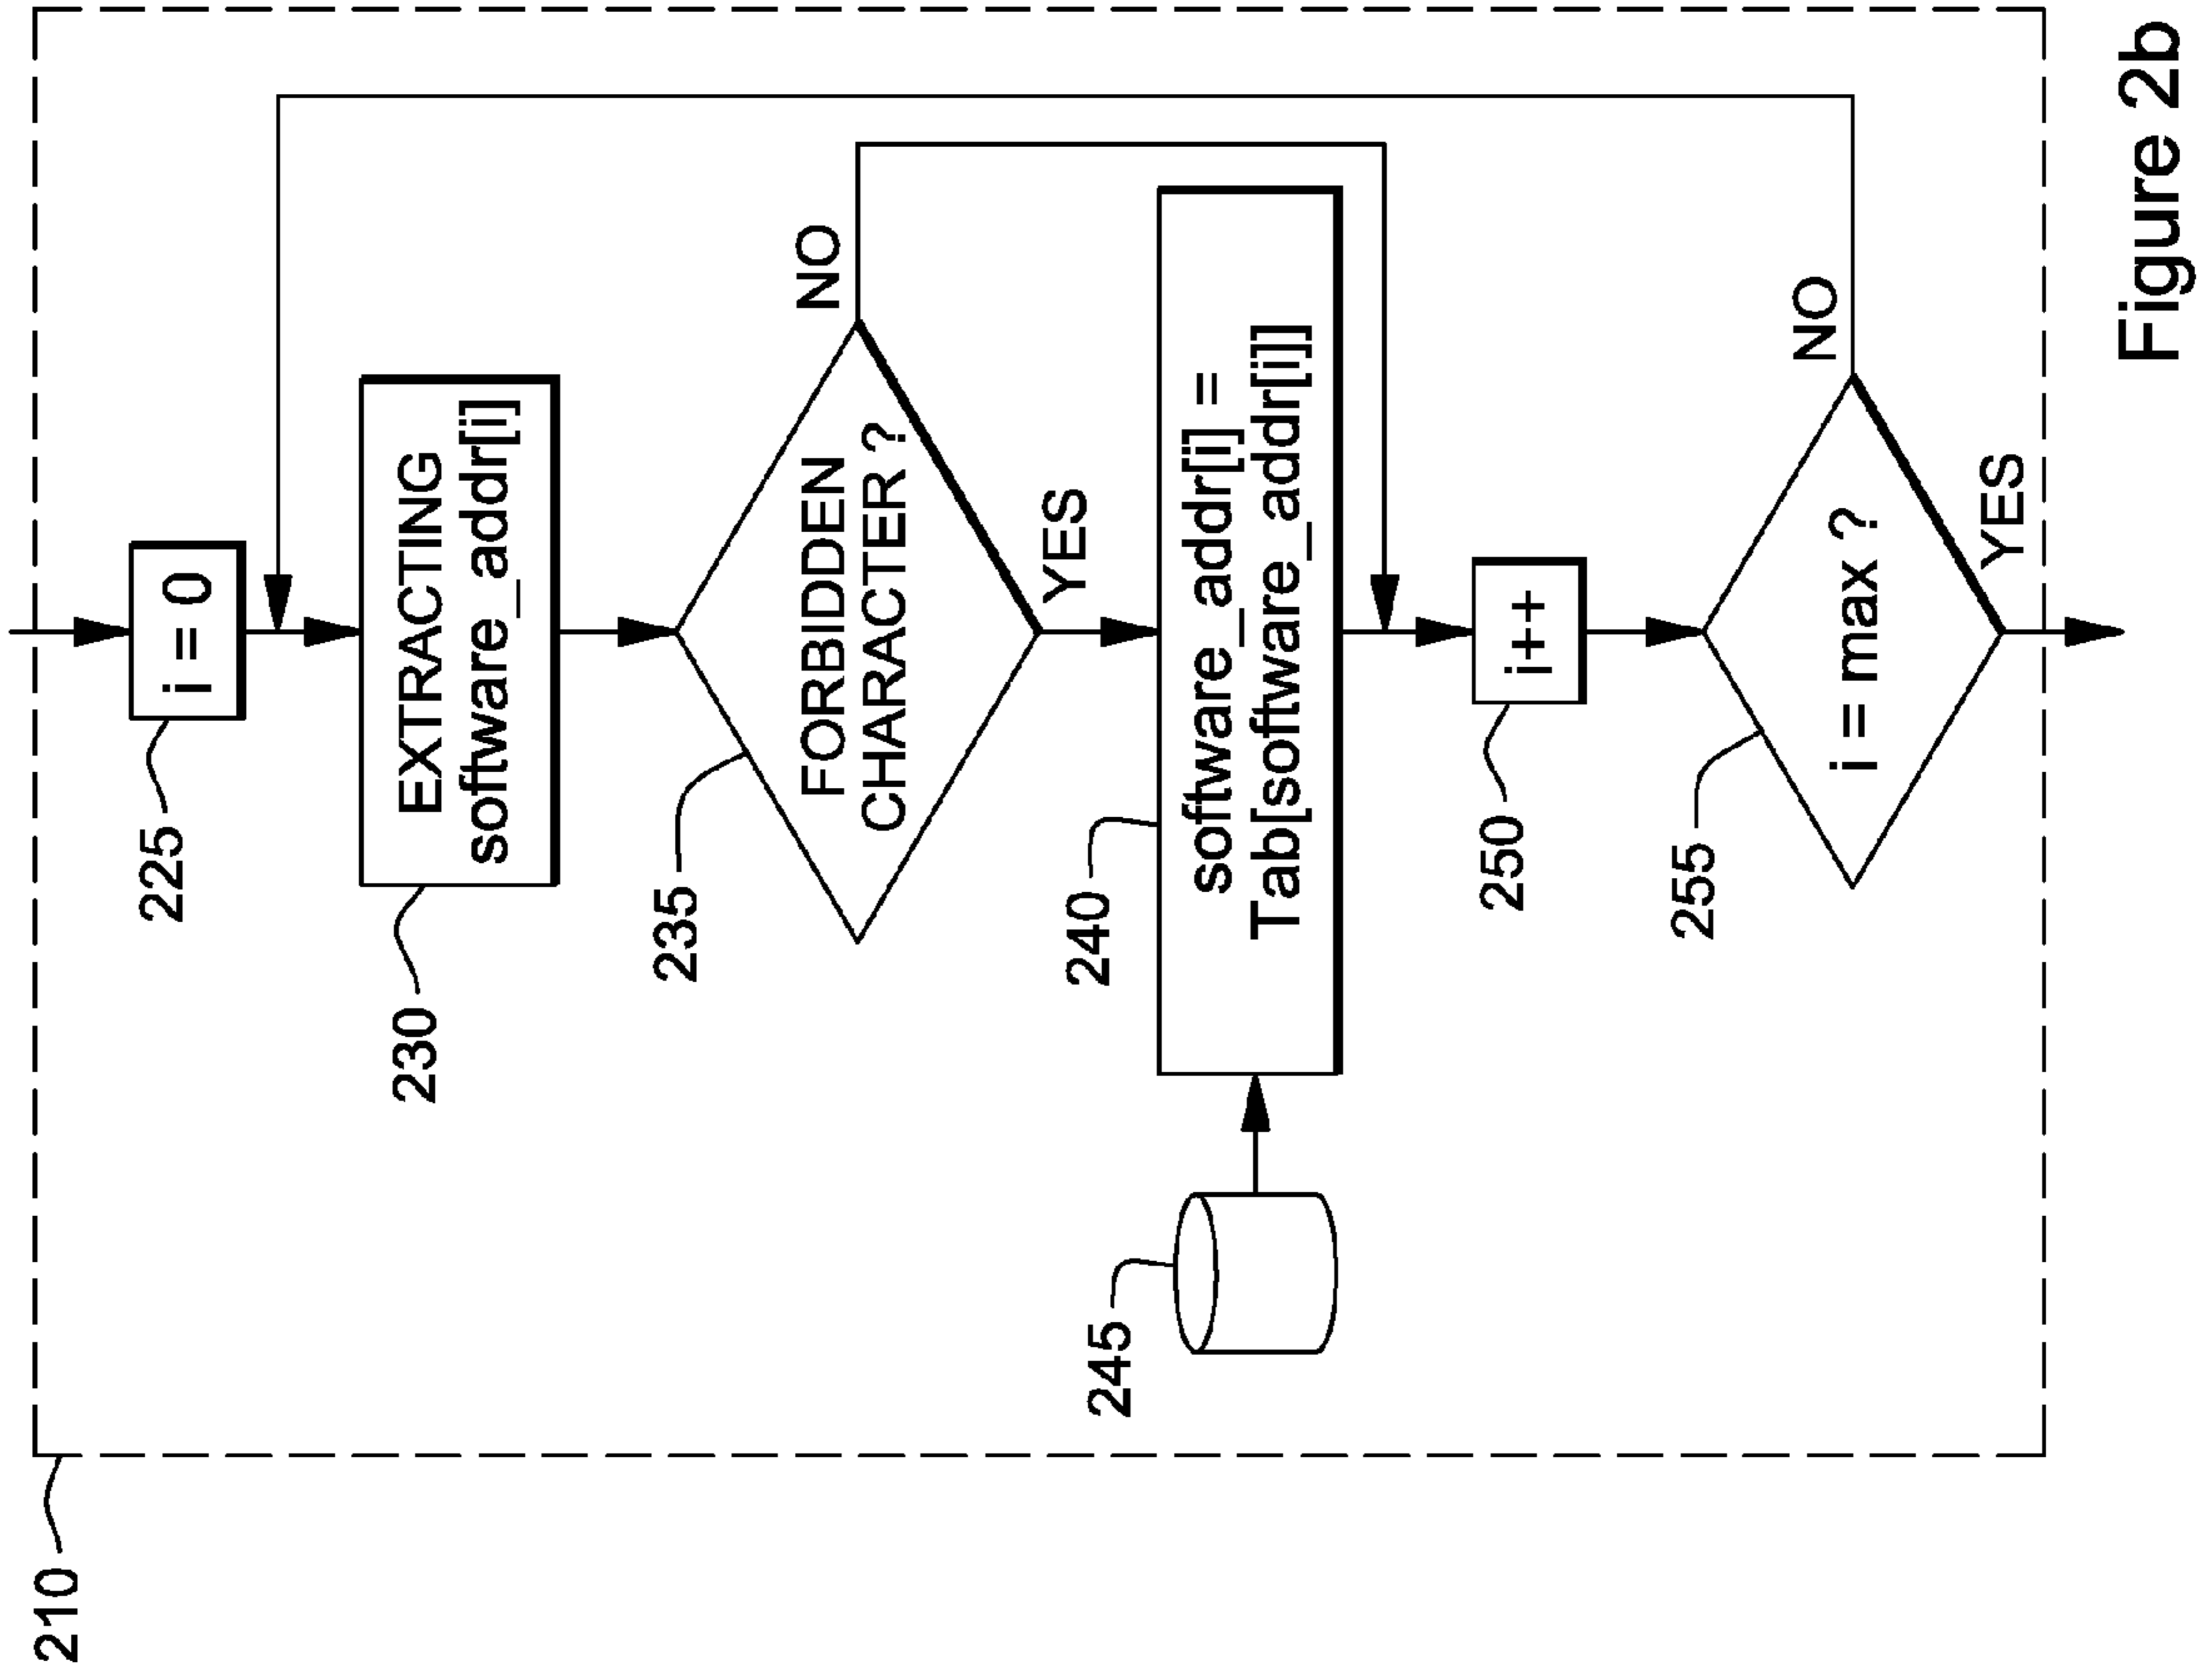 210
225
i = 0
230
EXTRACTING
software_addr[i]
235
FORBIDDEN
CHARACTER ?
NO
YES
240
software_addr[i] =
Tab[software_addr[i]]
245
250
i++
255
i = max ?
NO
YES
Figure 2b